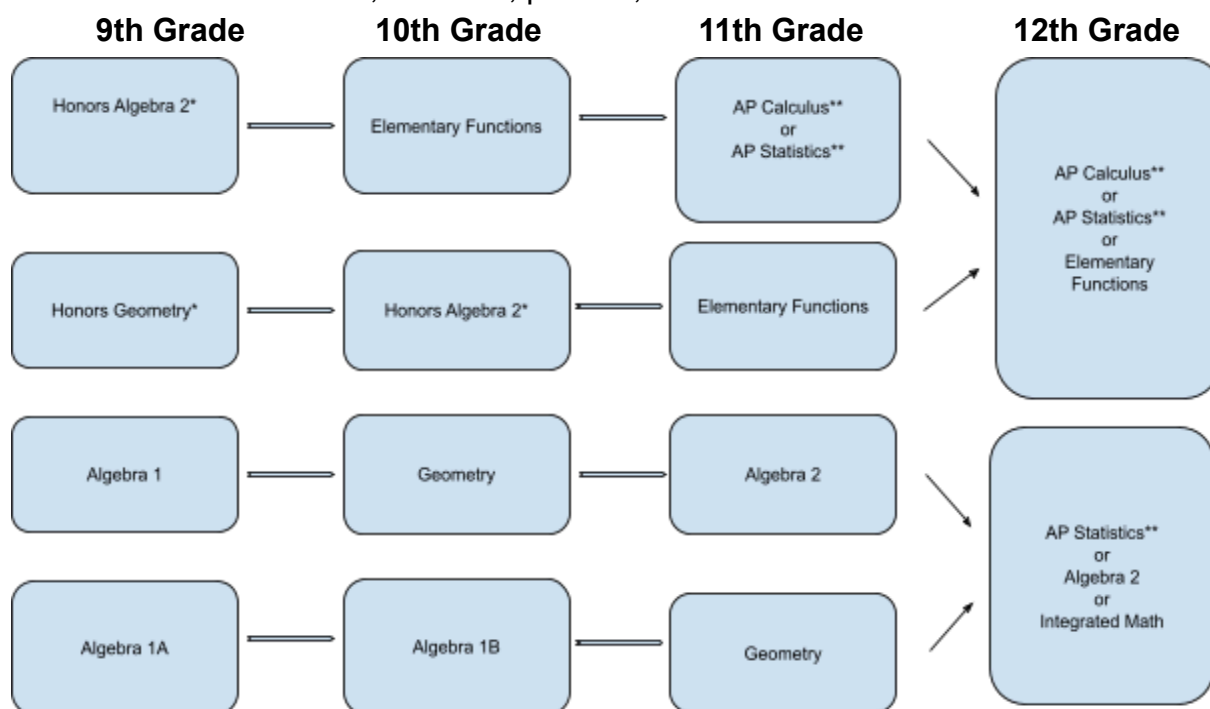 9th Grade
10th Grade
11th Grade
12th Grade
Honors Algebra 2*
Elementary Functions
AP Calculus**
or
AP Statistics**
AP Calculus**
or
AP Statistics**
or
Elementary
Functions
Honors Geometry*
Honors Algebra 2*
Elementary Functions
Algebra 1
Geometry
Algebra 2
AP Statistics**
or
Algebra 2
or
Integrated Math
Algebra 1A
Algebra 1B
Geometry